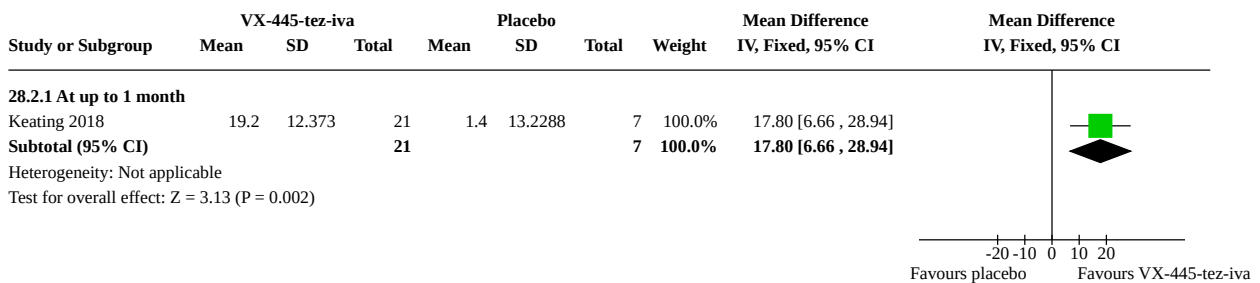 VX-445-tez-iva Placebo Mean Difference Mean Difference
Study or Subgroup Mean SD Total Mean SD Total Weight IV, Fixed, 95% CI IV, Fixed, 95% CI
28.2.1 At up to 1 month
Keating 2018 19.2 12.373 21 1.4 13.2288 7 100.0% 17.80 [6.66 , 28.94]
Subtotal (95% CI) 21 7 100.0% 17.80 [6.66 , 28.94]
Heterogeneity: Not applicable
Test for overall effect: Z = 3.13 (P = 0.002)
-20 -10 0 10 20
Favours placebo Favours VX-445-tez-iva